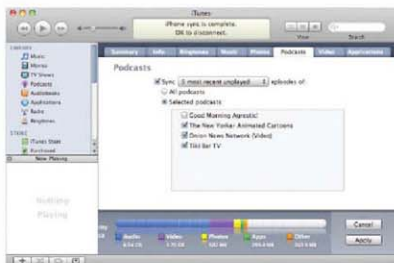 iTunes
iPhone sync is complete.
OK to disconnect.
View
Search
Summary Info Ringtones Music Photos Podcasts Video Applications
LIBRARY
Music
Movies
TV Shows
Podcasts
Audiobooks
Applications
Radio
Ringtones
STORE
iTunes Store
Purchased
Now Playing
Nothing
Playing
Podcasts
Sync 3 most recent unplayed episodes of:
All podcasts
Selected podcasts
Good Morning Agrestic!
The New Yorker Animated Cartoons
Onion News Network (Video)
Tiki Bar TV
Audio
Video
Photos
Apps
Other
Cancel
Apply